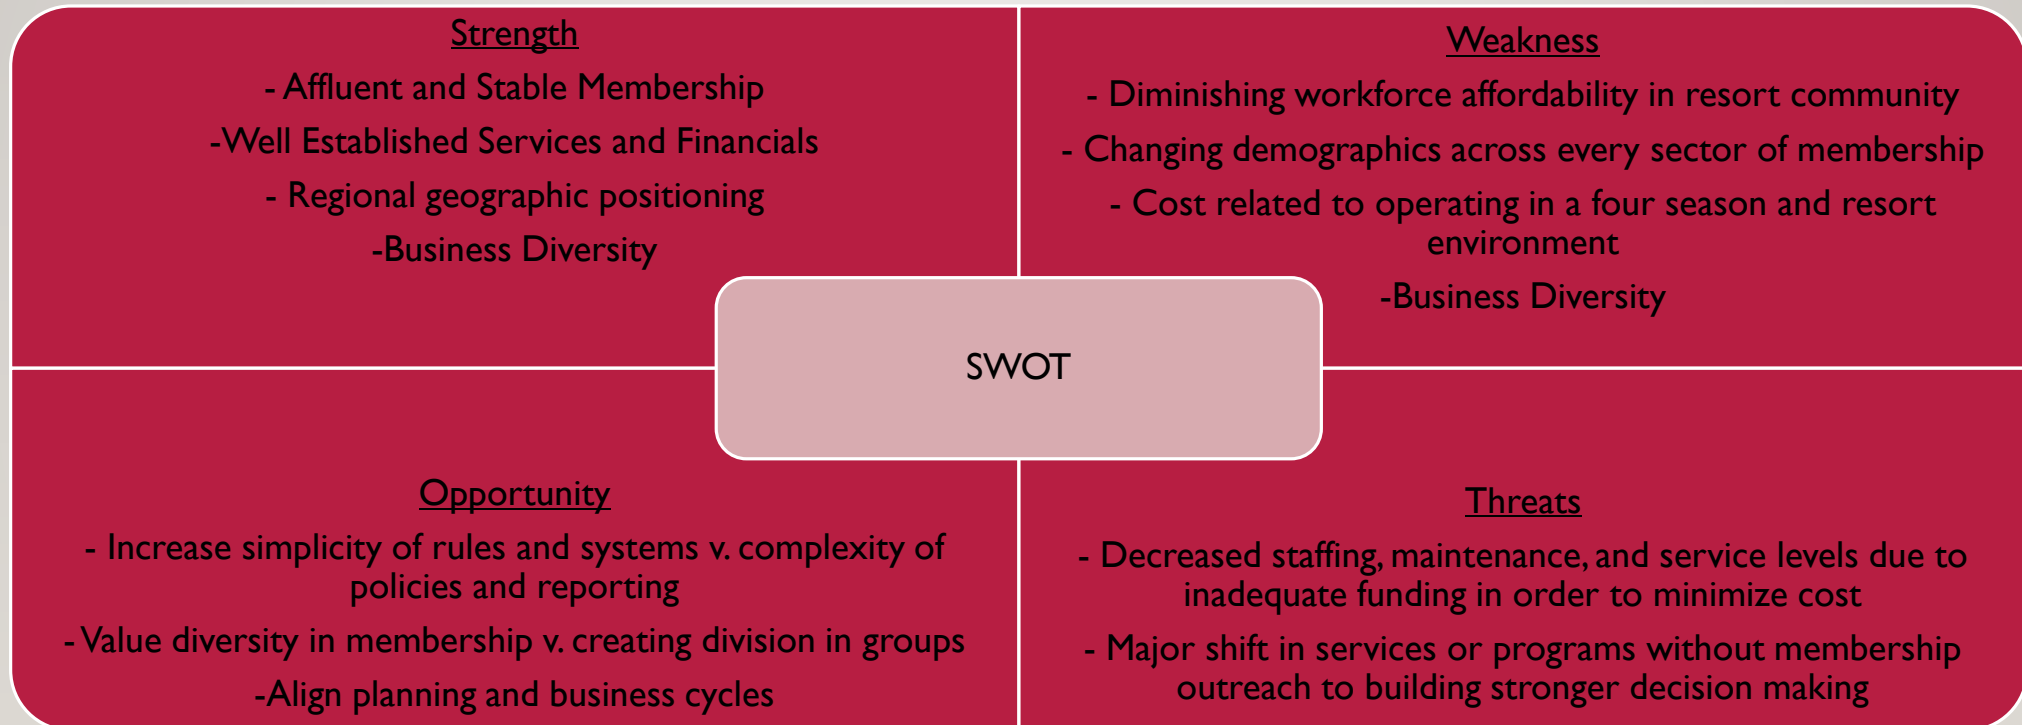 Strength
- Affluent and Stable Membership
-Well Established Services and Financials
- Regional geographic positioning
-Business Diversity
Weakness
- Diminishing workforce affordability in resort community
- Changing demographics across every sector of membership
- Cost related to operating in a four season and resort
environment
-Business Diversity
SWOT
Opportunity
- Increase simplicity of rules and systems v. complexity of
policies and reporting
- Value diversity in membership v. creating division in groups
-Align planning and business cycles
Threats
- Decreased staffing, maintenance, and service levels due to
inadequate funding in order to minimize cost
- Major shift in services or programs without membership
outreach to building stronger decision making